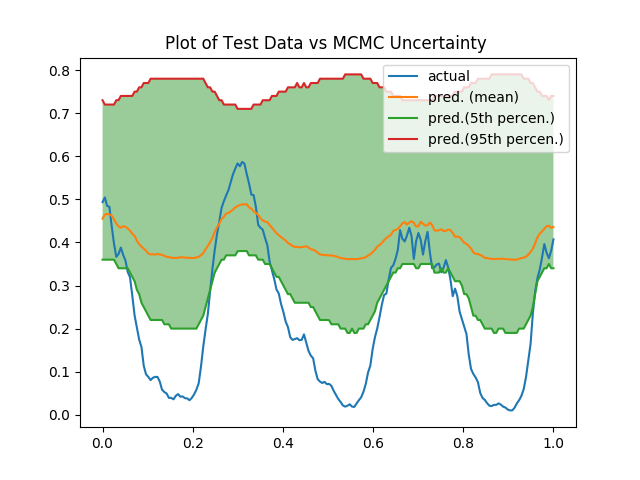 Plot of Test Data vs MCMC Uncertainty
actual
pred. (mean)
pred.(5th percen.)
pred.(95th percen.)
0.8
0.7
0.6
0.5
0.4
0.3
0.2
0.1
0.0
0.0 0.2 0.4 0.6 0.8 1.0